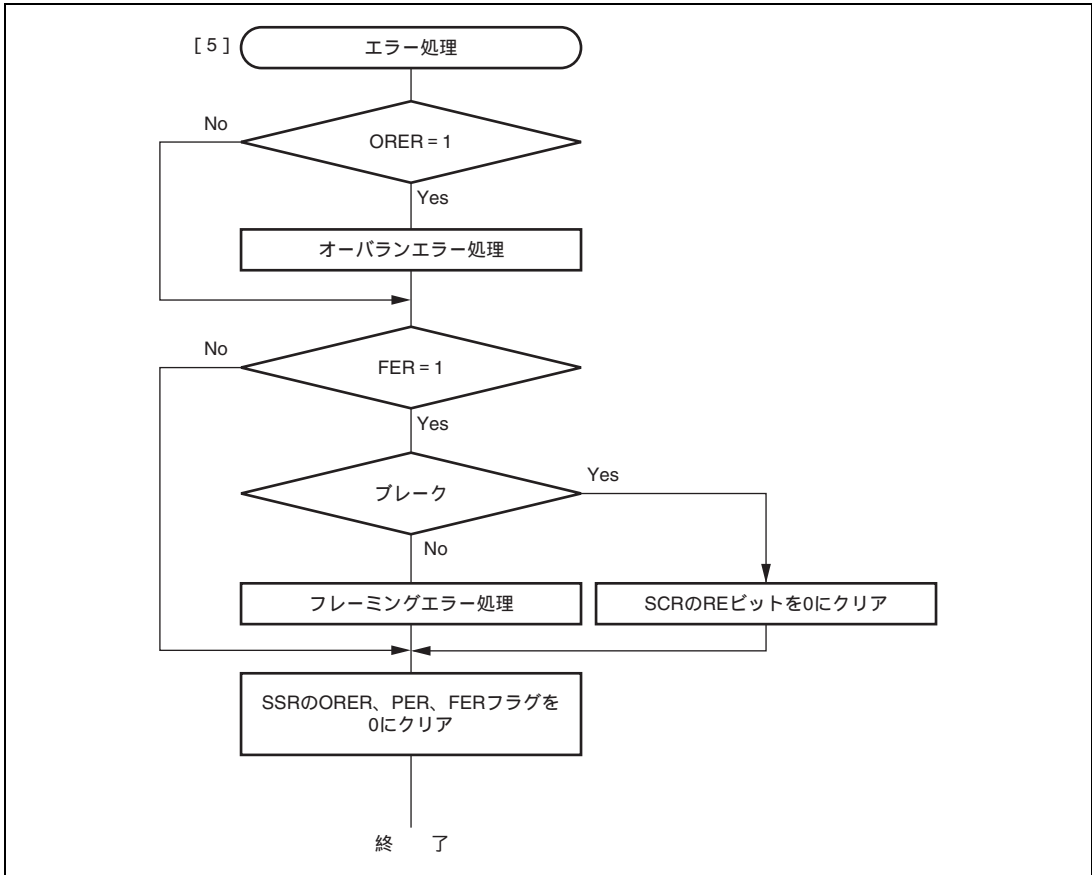 [ 5 ] エラー処理
No
ORER = 1
Yes
オーバランエラー処理
No
FER = 1
Yes
Yes
ブレーク
No
フレーミングエラー処理
SCRのREビットを0にクリア
SSRのORER、PER、FERフラグを
0にクリア
終 了